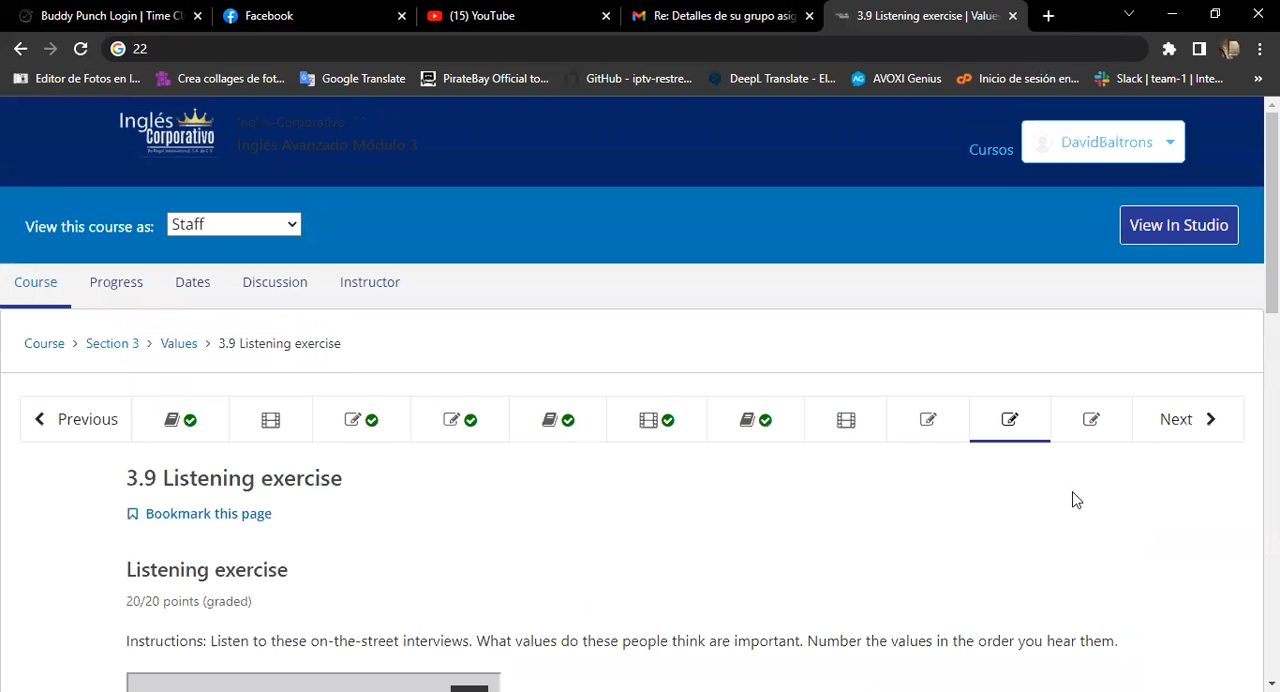 Buddy Punch Login | Time Cl
Facebook
(15) YouTube
Re: Detalles de su grupo asig
3.9 Listening exercise | Values
22
Editor de Fotos en l...
Crea collages de fot...
Google Translate
PirateBay Official to...
GitHub - iptv-restre...
DeepL Translate - El...
AVOXI Genius
Inicio de sesión en...
Slack | team-1 | Inte...
»
Inglés
Corporativo
Inglés Avanzado Módulo 3
Cursos
DavidBaltrons
View this course as:
Staff
View In Studio
Course
Progress
Dates
Discussion
Instructor
Course > Section 3 > Values > 3.9 Listening exercise
Previous
Next
3.9 Listening exercise
Bookmark this page
Listening exercise
20/20 points (graded)
Instructions: Listen to these on-the-street interviews. What values do these people think are important. Number the values in the order you hear them.